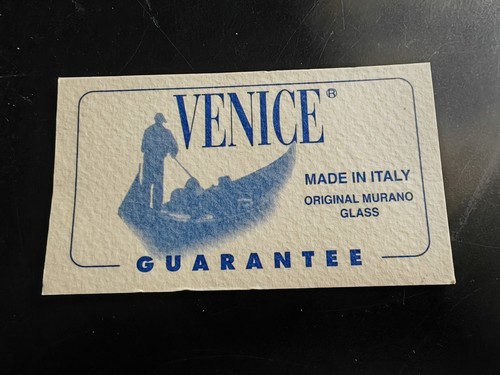 VENICE®
MADE IN ITALY
ORIGINAL MURANO
GLASS
GUARANTEE